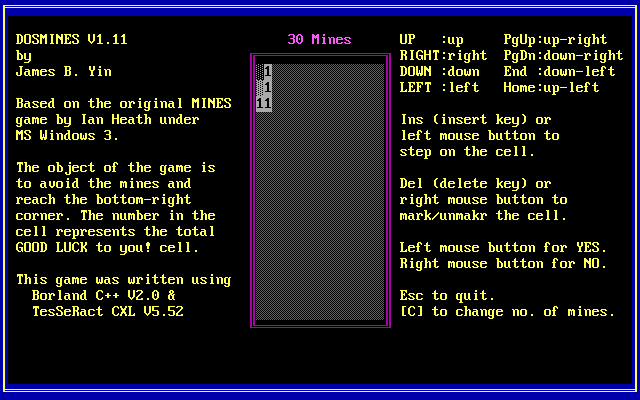 DOSMINES V1.11
by
James B. Yin
Based on the original MINES
game by Ian Heath under
MS Windows 3.
The object of the game is
to avoid the mines and
reach the bottom-right
corner. The number in the
cell represents the total
GOOD LUCK to you! cell.
This game was written using
Borland C++ V2.0 &
TesSeRact CXL V5.52
30 Mines
1
1
11
UP :up PgUp:up-right
RIGHT:right PgDn:down-right
DOWN :down End :down-left
LEFT :left Home:up-left
Ins (insert key) or
left mouse button to
step on the cell.
Del (delete key) or
right mouse button to
mark/unmakr the cell.
Left mouse button for YES.
Right mouse button for NO.
Esc to quit.
[C] to change no. of mines.